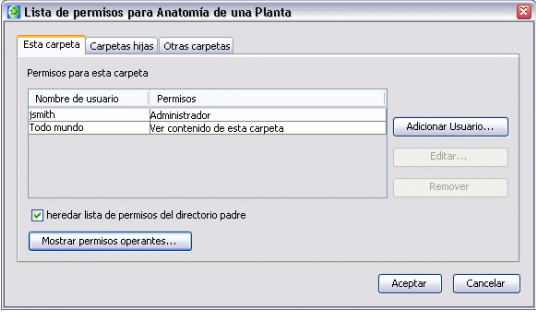 Lista de permisos para Anatomía de una Planta
Esta carpeta Carpetas hijas Otras carpetas
Permisos para esta carpeta
Nombre de usuario Permisos
jsmith Administrador
Todo mundo Ver contenido de esta carpeta
Adicionar Usuario...
Editar...
Remover
heredar lista de permisos del directorio padre
Mostrar permisos operantes...
Aceptar Cancelar